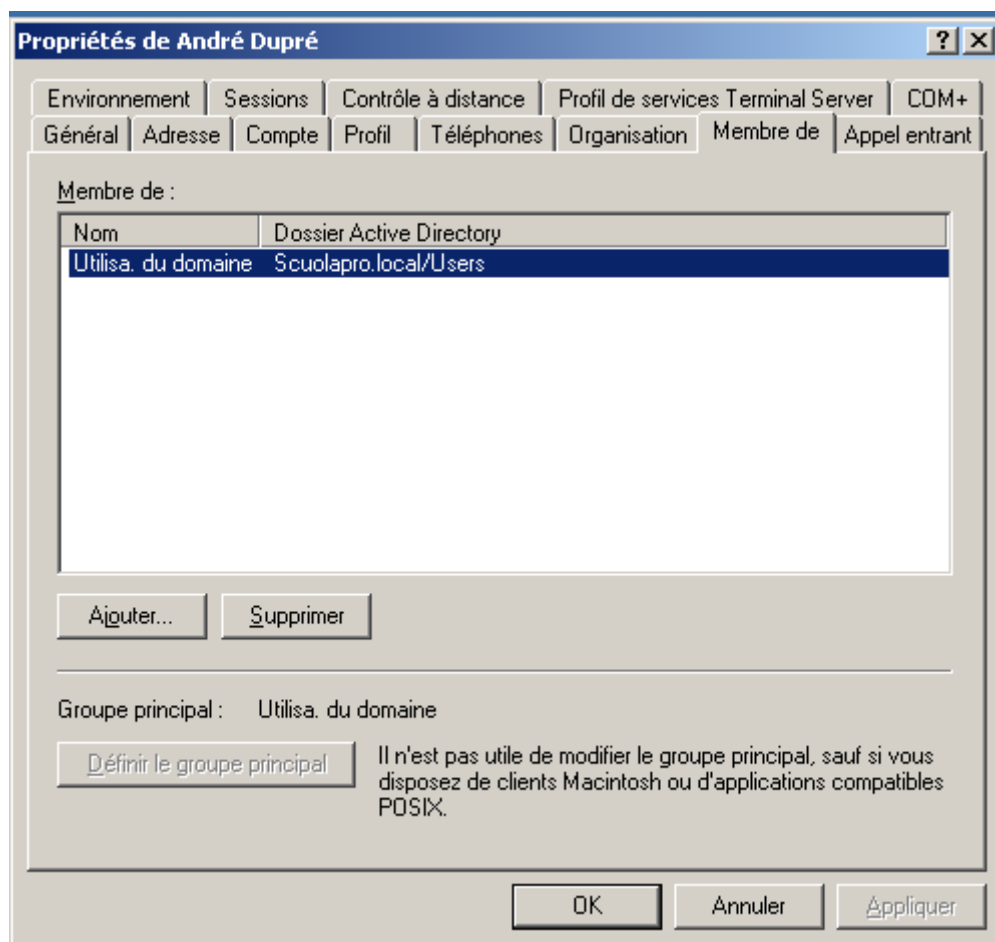 Propriétés de André Dupré
Environnement Sessions Contrôle à distance Profil de services Terminal Server COM+
Général Adresse Compte Profil Téléphones Organisation Membre de Appel entrant
Membre de :
Nom Dossier Active Directory
Utilisa. du domaine Scuolapro.local/Users
Ajouter... Supprimer
Groupe principal : Utilisa. du domaine
Définir le groupe principal
Il n'est pas utile de modifier le groupe principal, sauf si vous
disposez de clients Macintosh ou d'applications compatibles
POSIX.
OK Annuler Appliquer